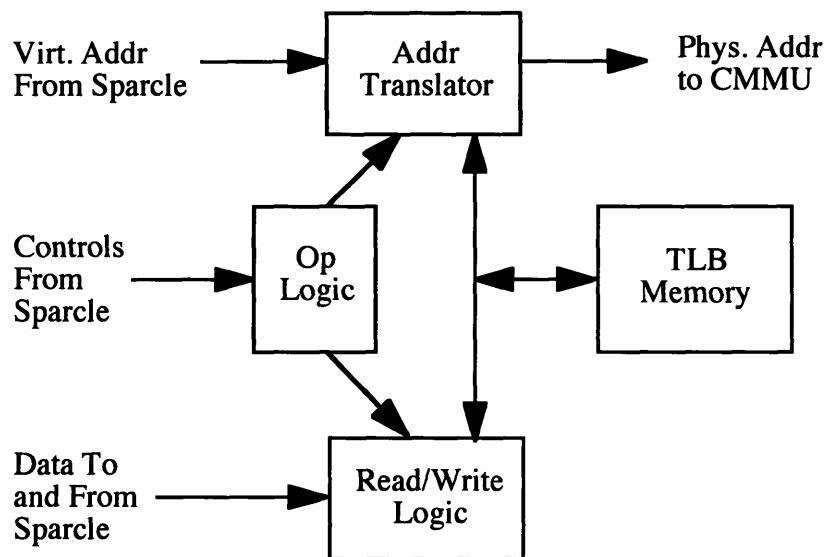 Virt. Addr
From Sparcle
Addr
Translator
Phys. Addr
to CMMU
Controls
From
Sparcle
Op
Logic
TLB
Memory
Data To
and From
Sparcle
Read/Write
Logic